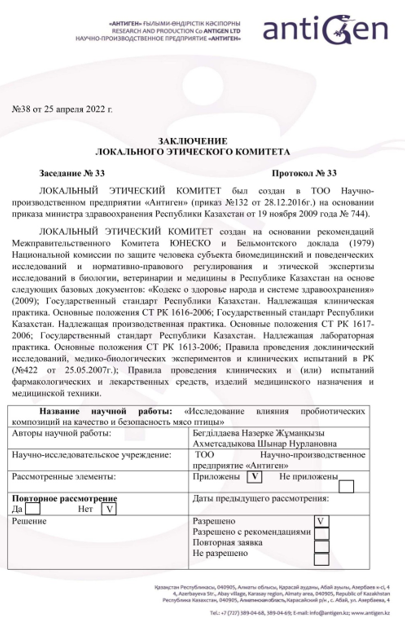 «АНТИГЕН» ҒЫЛЫМИ-ӨНДІРІСТІК КӘСІПОРНЫ
RESEARCH AND PRODUCTION Co ANTIGEN LTD
НАУЧНО-ПРОИЗВОДСТВЕННОЕ ПРЕДПРИЯТИЕ «АНТИГЕН»
antiGen
№38 от 25 апреля 2022 г.
ЗАКЛЮЧЕНИЕ
ЛОКАЛЬНОГО ЭТИЧЕСКОГО КОМИТЕТА
Заседание № 33 Протокол № 33
ЛОКАЛЬНЫЙ ЭТИЧЕСКИЙ КОМИТЕТ был создан в ТОО Научно-
производственном предприятии «Антиген» (приказ №132 от 28.12.2016г.) на основании
приказа министра здравоохранения Республики Казахстан от 19 ноября 2009 года № 744).
ЛОКАЛЬНЫЙ ЭТИЧЕСКИЙ КОМИТЕТ создан на основании рекомендаций
Межправительственного Комитета ЮНЕСКО и Бельмонтского доклада (1979)
Национальной комиссии по защите человека субъекта биомедицинский и поведенческих
исследований и нормативно-правового регулирования и этической экспертизы
исследований в биологии, ветеринарии и медицины в Республике Казахстан на основе
следующих базовых документов: «Кодекс о здоровье народа и системе здравоохранения»
(2009); Государственный стандарт Республики Казахстан. Надлежащая клиническая
практика. Основные положения СТ РК 1616-2006; Государственный стандарт Республики
Казахстан. Надлежащая производственная практика. Основные положения СТ РК 1617-
2006; Государственный стандарт Республики Казахстан. Надлежащая лабораторная
практика. Основные положения СТ РК 1613-2006; Правила проведения доклинический
исследований, медико-биологических экспериментов и клинических испытаний в РК
(№422 от 25.05.2007г.); Правила проведения клинических и (или) испытаний
фармакологических и лекарственных средств, изделий медицинского назначения и
медицинской техники.
Название научной работы: «Исследование влияния пробиотических
композиций на качество и безопасность мясо птицы»
Авторы научной работы: Бегділдаева Назерке Жұманкызы
Ахметсадыкова Шынар Нурлановна
Научно-исследовательское учреждение: ТОО Научно-производственное
предприятие «Антиген»
Рассмотренные элементы: Приложены V Не приложены
Повторное рассмотрение Даты предыдущего рассмотрения:
Да Нет V
Решение Разрешено V
Разрешено с рекомендациями
Повторная заявка
Не разрешено
Қазақстан Республикасы, 040905, Алматы облысы, Қарасай ауданы, Абай ауылы, Азербаев к-сі, 4
4, Azerbayeva Str., Abay village, Karasay region, Almaty area, 040905, Republic of Kazakhstan
Республика Казахстан, 040905, Алматинская область, Карасайский р/н , с. Абай, ул. Азербаева, 4
Tel.: +7 (727) 389-04-68, 389-04-69; E-mail: info@antigen.kz; www.antigen.kz